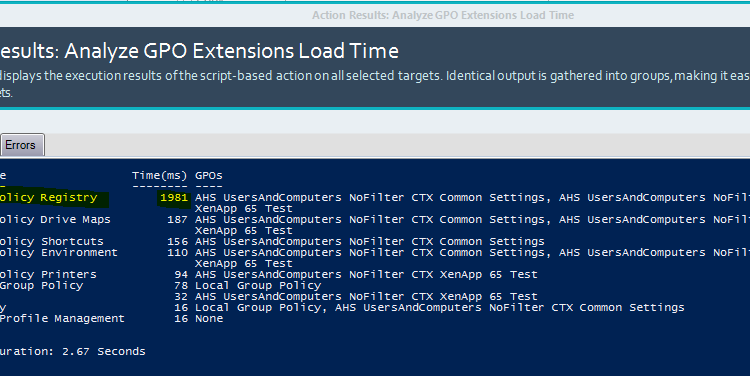 Action Results: Analyze GPO Extensions Load Time
esults: Analyze GPO Extensions Load Time
displays the execution results of the script-based action on all selected targets. Identical output is gathered into groups, making it eas
ets.
Errors
e Time(ms) GPOs
- -------- ----
olicy Registry 1981 AHS UsersAndComputers NoFilter CTX Common Settings, AHS UsersAndComputers NoFil
XenApp 65 Test
olicy Drive Maps 187 AHS UsersAndComputers NoFilter CTX Common Settings, AHS UsersAndComputers NoFil
XenApp 65 Test
olicy Shortcuts 156 AHS UsersAndComputers NoFilter CTX Common Settings
olicy Environment 110 AHS UsersAndComputers NoFilter CTX Common Settings, AHS UsersAndComputers NoFil
XenApp 65 Test
olicy Printers 94 AHS UsersAndComputers NoFilter CTX XenApp 65 Test
Group Policy 78 Local Group Policy
32 AHS UsersAndComputers NoFilter CTX XenApp 65 Test
y 16 Local Group Policy, AHS UsersAndComputers NoFilter CTX Common Settings
Profile Management 16 None
uration: 2.67 Seconds